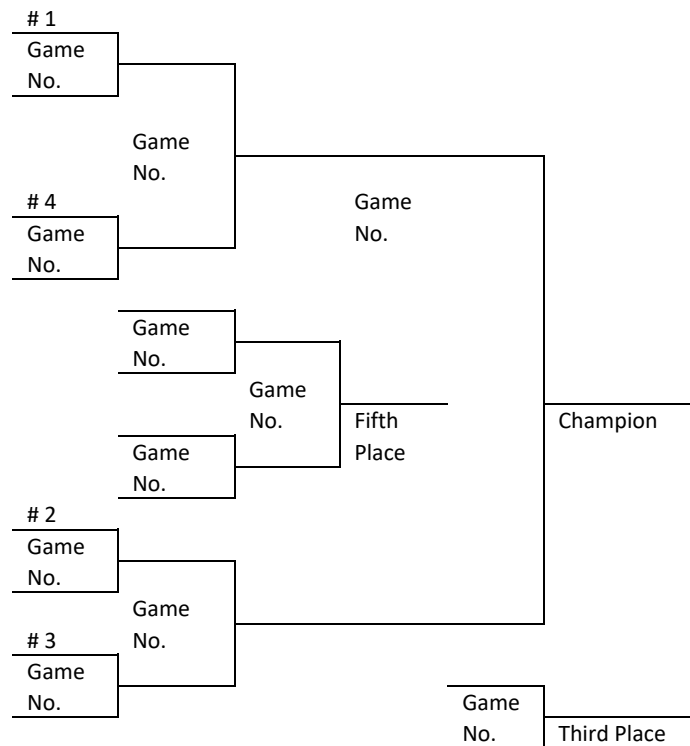 # 1
Game
No.
Game
No.
# 4
Game
No.
Game
No.
Game
No.
Game
No.
Fifth
Place
Champion
Game
No.
# 2
Game
No.
Game
No.
# 3
Game
No.
Game
No.
Third Place